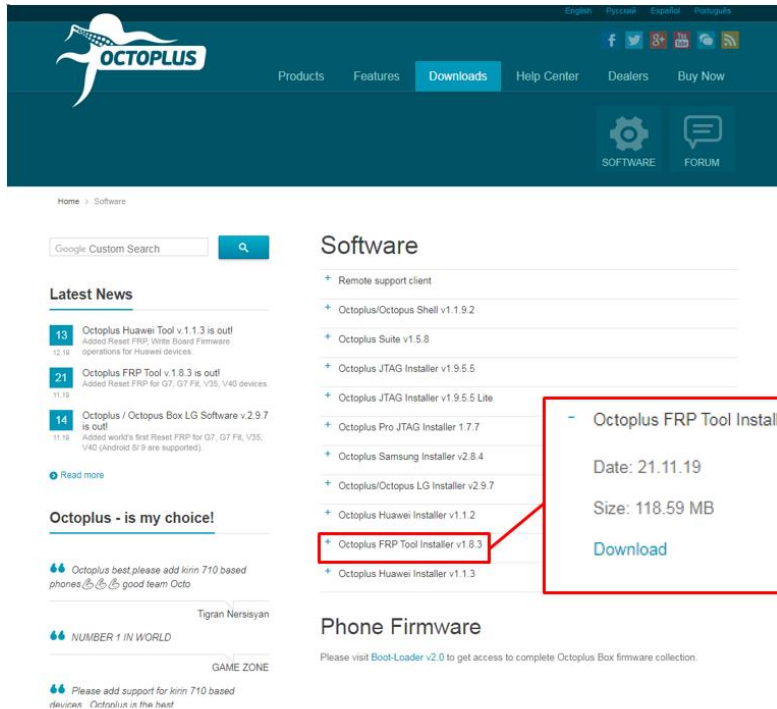 English Русский Español Português
OCTOPLUS
Products Features Downloads Help Center Dealers Buy Now
SOFTWARE FORUM
Home > Software
Google Custom Search
Latest News
13
12.19
Octoplus Huawei Tool v.1.1.3 is out!
Added Reset FRP, Write Board Firmware
operations for Huawei devices.
21
11.19
Octoplus FRP Tool v.1.8.3 is out!
Added Reset FRP for G7, G7 Fit, V35, V40 devices.
14
11.19
Octoplus / Octopus Box LG Software v.2.9.7
is out!
Added world's first Reset FRP for G7, G7 Fit, V35,
V40 (Android 8/ 9 are supported).
Read more
Octoplus - is my choice!
Octoplus best,please add kirin 710 based
phones good team Octo
Tigran Nersisyan
NUMBER 1 IN WORLD
GAME ZONE
Please add support for kirin 710 based
devices.. Octoplus is the best
Software
+ Remote support client
+ Octoplus/Octopus Shell v1.1.9.2
+ Octoplus Suite v1.5.8
+ Octoplus JTAG Installer v1.9.5.5
+ Octoplus JTAG Installer v1.9.5.5 Lite
+ Octoplus Pro JTAG Installer 1.7.7
+ Octoplus Samsung Installer v2.8.4
+ Octoplus/Octopus LG Installer v2.9.7
+ Octoplus Huawei Installer v1.1.2
+ Octoplus FRP Tool Installer v1.8.3
+ Octoplus Huawei Installer v1.1.3
- Octoplus FRP Tool Install
Date: 21.11.19
Size: 118.59 MB
Download
Phone Firmware
Please visit Boot-Loader v2.0 to get access to complete Octoplus Box firmware collection.